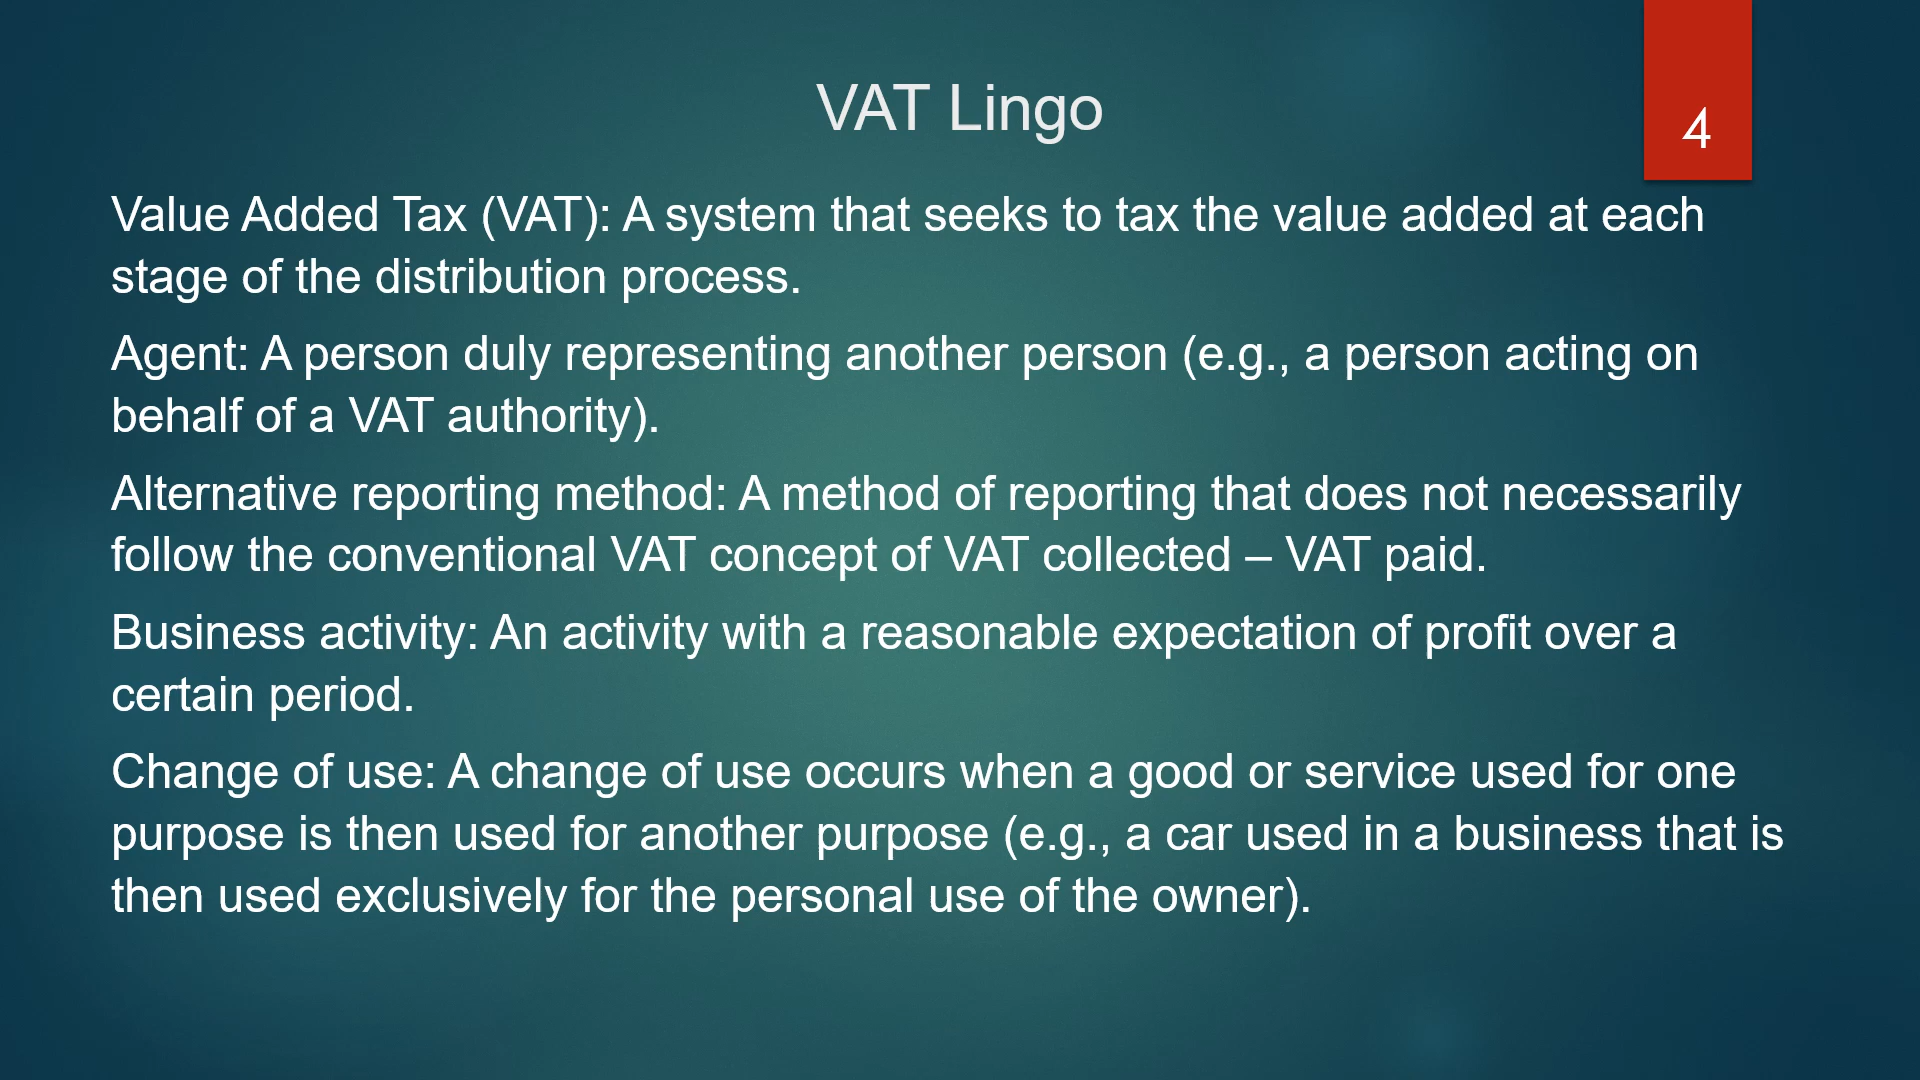 VAT Lingo
4
Value Added Tax (VAT): A system that seeks to tax the value added at each
stage of the distribution process.
Agent: A person duly representing another person (e.g., a person acting on
behalf of a VAT authority).
Alternative reporting method: A method of reporting that does not necessarily
follow the conventional VAT concept of VAT collected – VAT paid.
Business activity: An activity with a reasonable expectation of profit over a
certain period.
Change of use: A change of use occurs when a good or service used for one
purpose is then used for another purpose (e.g., a car used in a business that is
then used exclusively for the personal use of the owner).